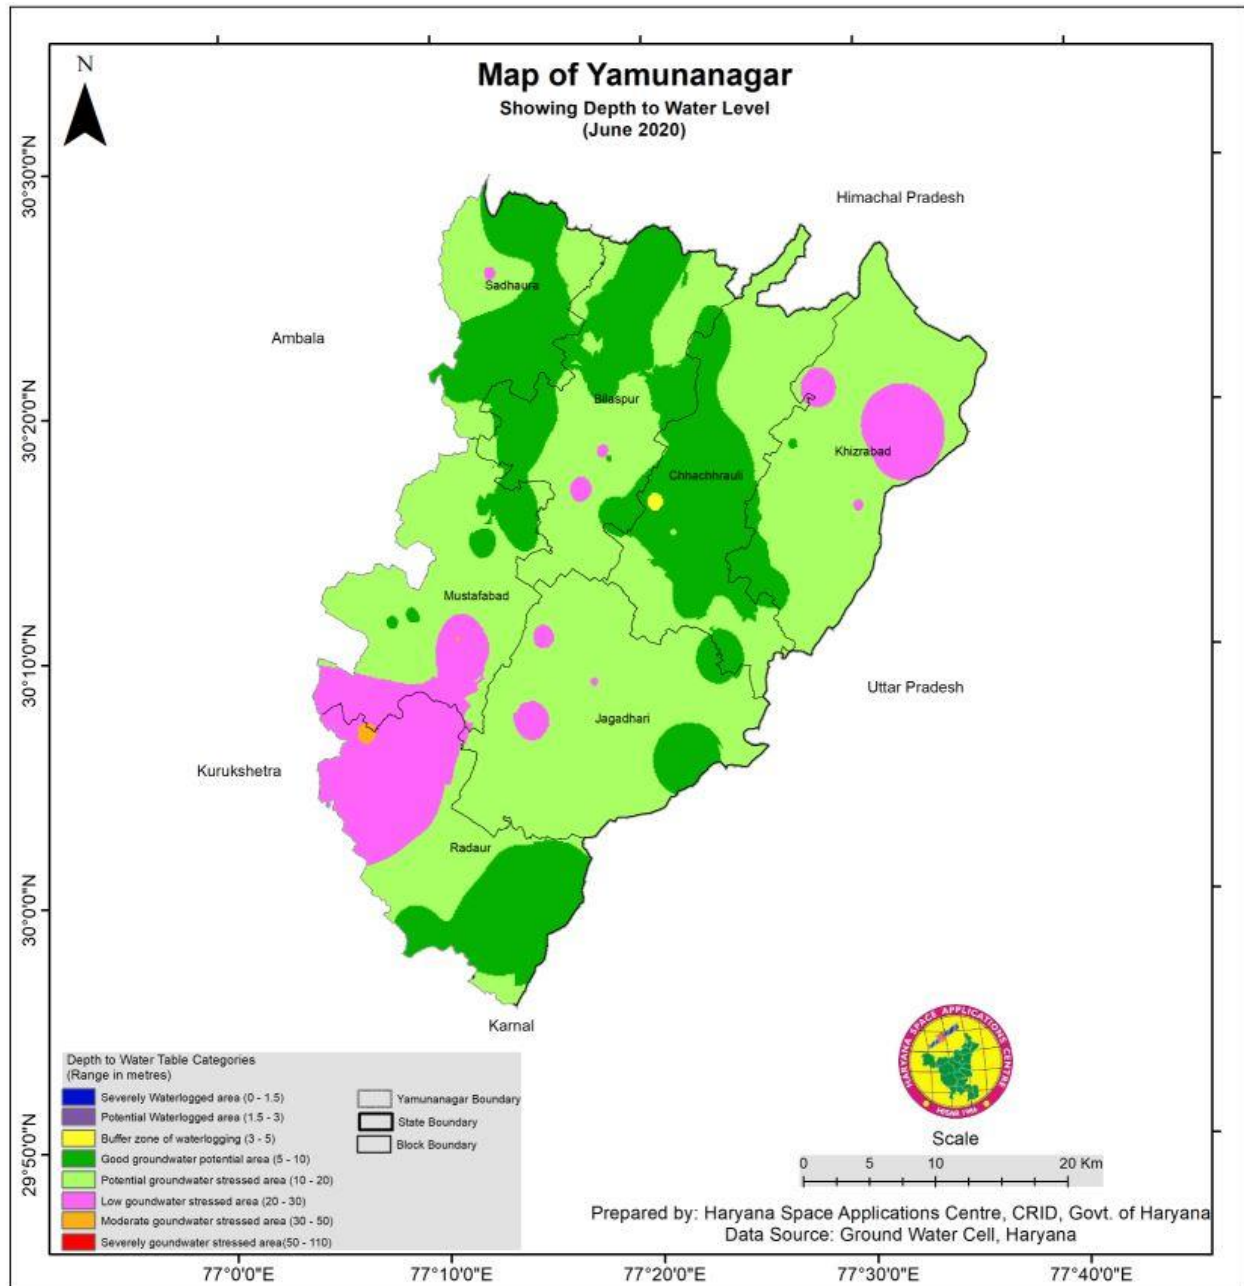 N
Map of Yamunanagar
Showing Depth to Water Level
(June 2020)
30°30'0"N
30°20'0"N
30°10'0"N
30°0'0"N
29°50'0"N
Himachal Pradesh
Sadhaura
Ambala
Bilaspur
Khizrabad
Chhachhrauli
Mustafabad
Uttar Pradesh
Jagadhari
Kurukshetra
Radaur
Karnal
Depth to Water Table Categories
(Range in metres)
Severely Waterlogged area (0 - 1.5)
Potential Waterlogged area (1.5 - 3)
Buffer zone of waterlogging (3 - 5)
Good groundwater potential area (5 - 10)
Potential groundwater stressed area (10 - 20)
Low goundwater stressed area (20 - 30)
Moderate goundwater stressed area (30 - 50)
Severely goundwater stressed area(50 - 110)
Yamunanagar Boundary
State Boundary
Block Boundary
HARYANA SPACE APPLICATIONS CENTRE
HISAR 1986
Scale
0 5 10 20 Km
Prepared by: Haryana Space Applications Centre, CRID, Govt. of Haryana
Data Source: Ground Water Cell, Haryana
77°0'0"E 77°10'0"E 77°20'0"E 77°30'0"E 77°40'0"E